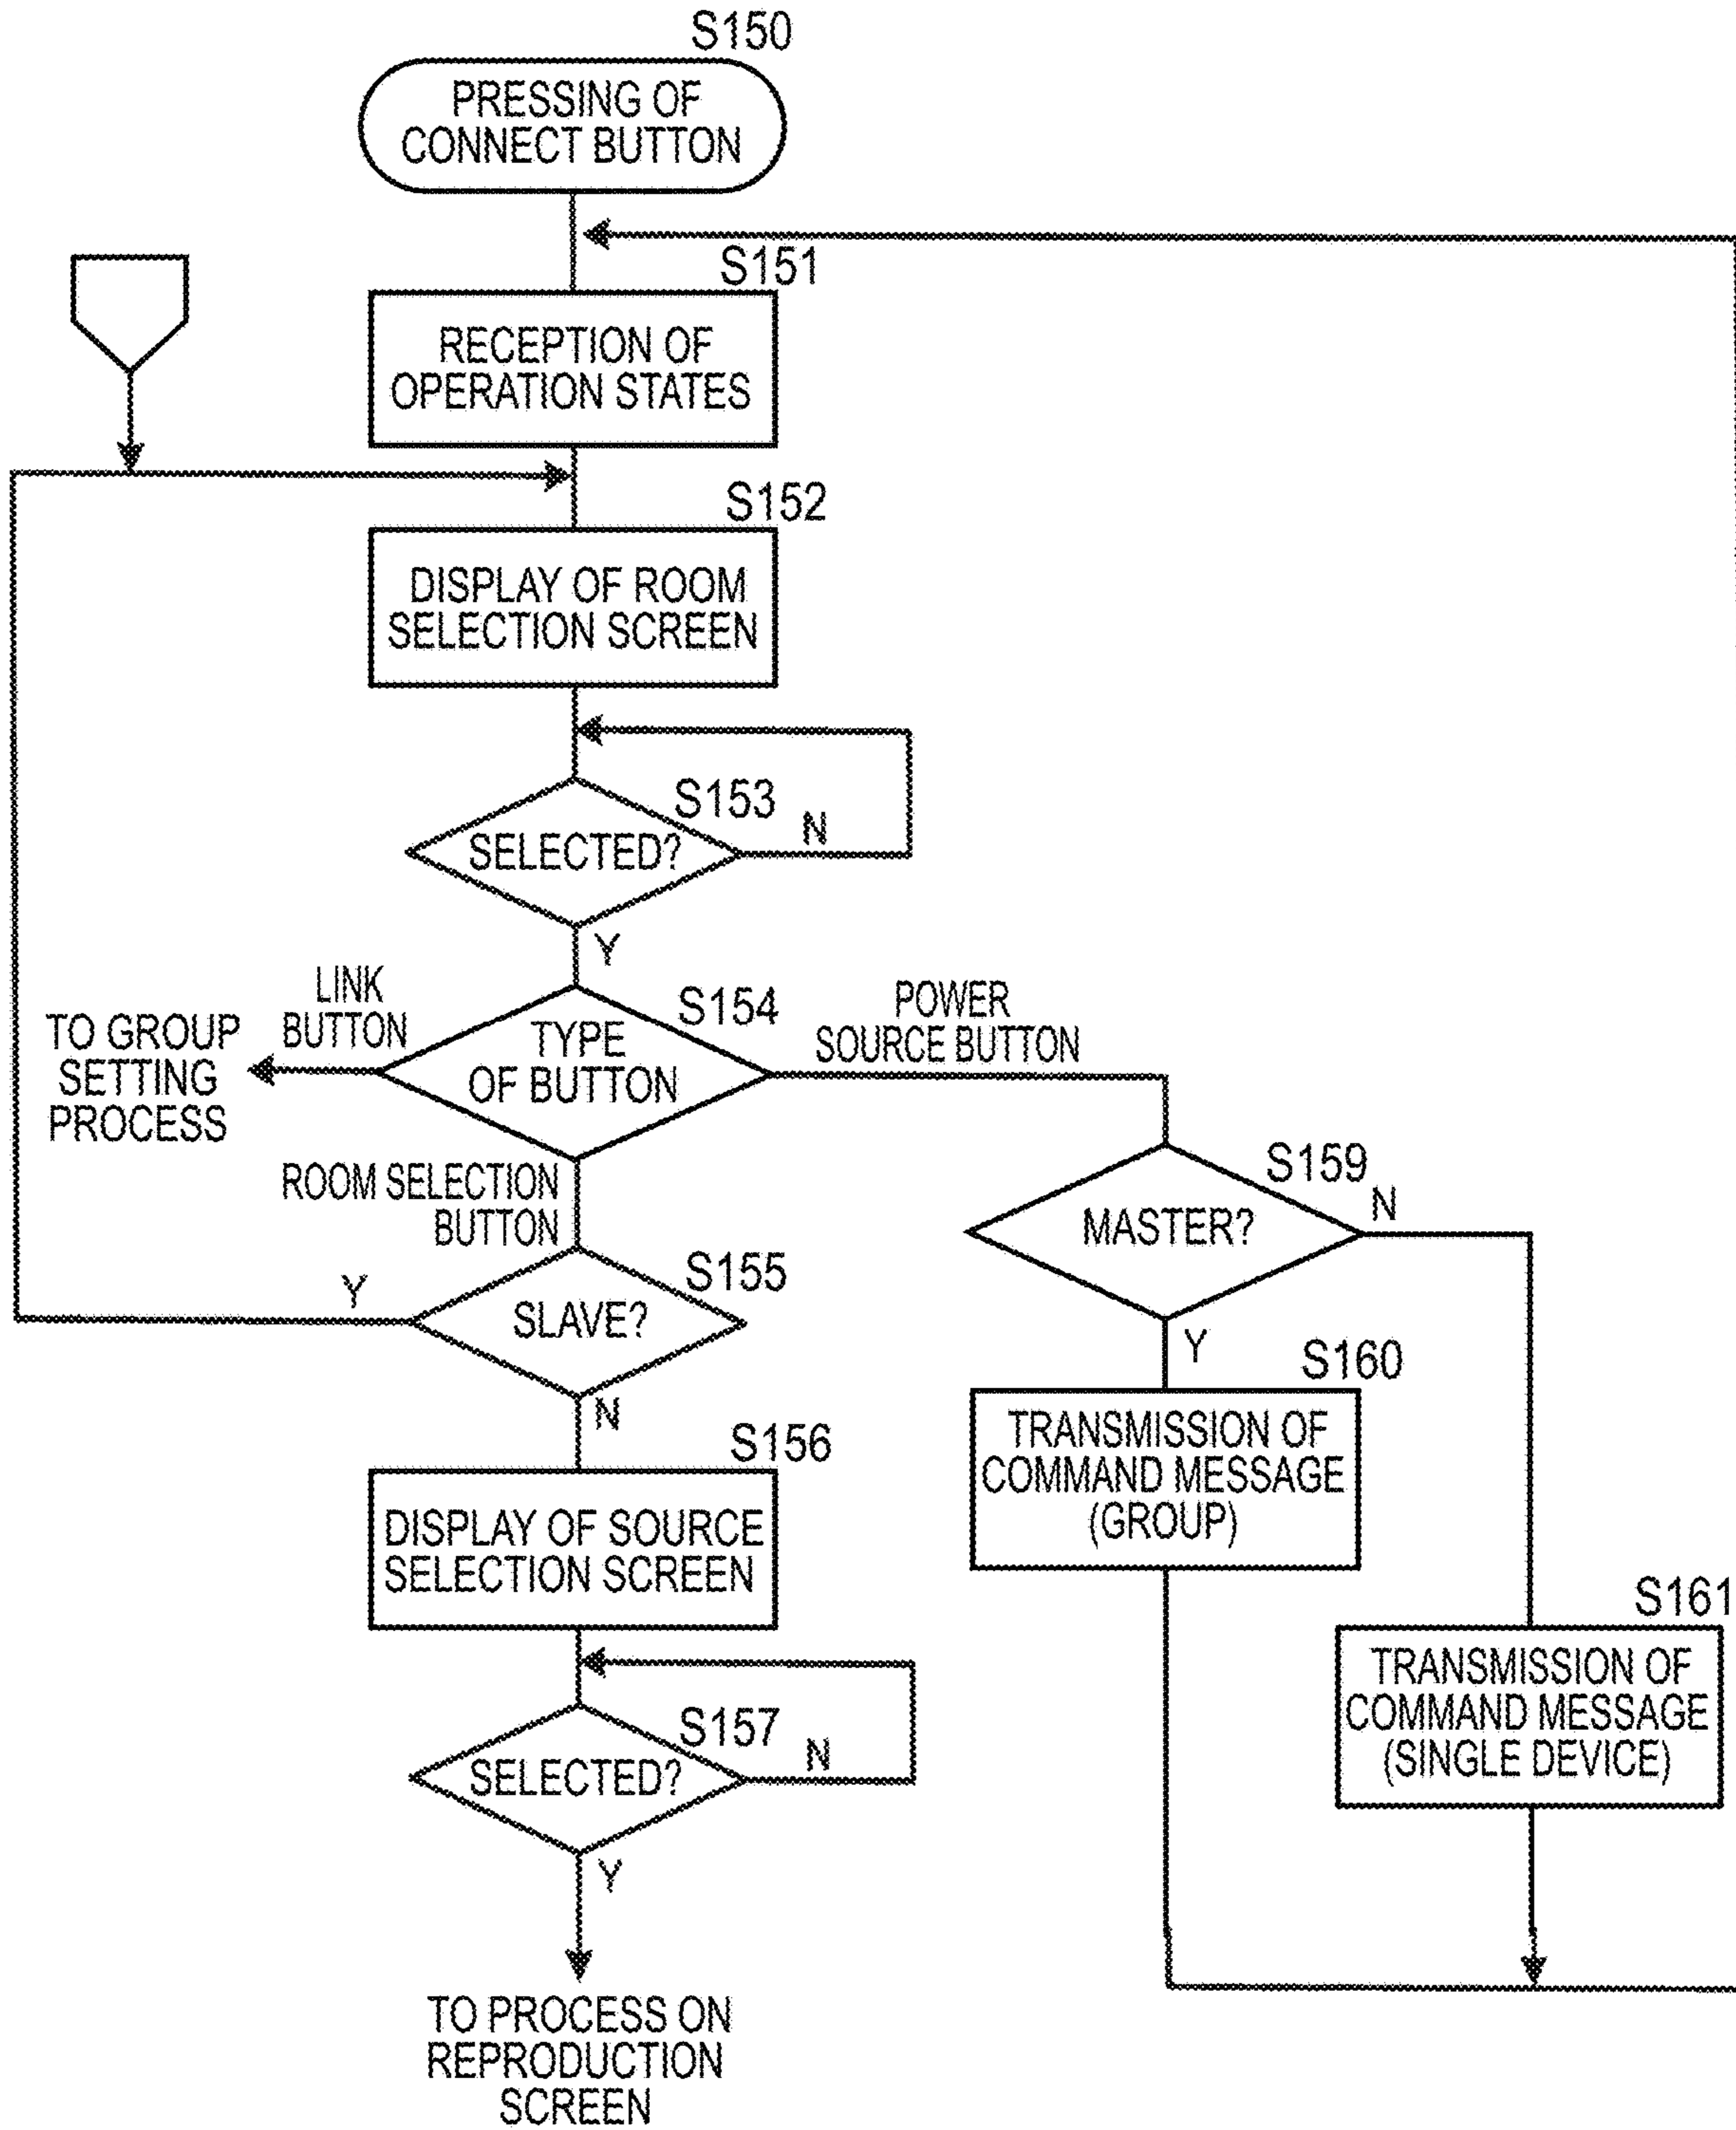 S150
PRESSING OF
CONNECT BUTTON
S151
RECEPTION OF
OPERATION STATES
S152
DISPLAY OF ROOM
SELECTION SCREEN
S153
SELECTED?
N
Y
LINK
BUTTON
TO GROUP
SETTING
PROCESS
S154
TYPE
OF BUTTON
POWER
SOURCE BUTTON
ROOM SELECTION
BUTTON
S155
SLAVE?
Y
N
S156
DISPLAY OF SOURCE
SELECTION SCREEN
S157
SELECTED?
N
Y
TO PROCESS ON
REPRODUCTION
SCREEN
S159
MASTER?
N
Y
S160
TRANSMISSION OF
COMMAND MESSAGE
(GROUP)
S161
TRANSMISSION OF
COMMAND MESSAGE
(SINGLE DEVICE)